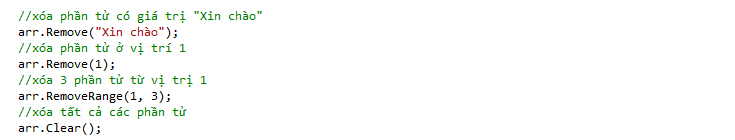 //xóa phần tử có giá trị "Xin chào"
arr.Remove("Xin chào");
//xóa phần tử ở vị trí 1
arr.Remove(1);
//xóa 3 phần tử từ vị trị 1
arr.RemoveRange(1, 3);
//xóa tất cả các phần tử
arr.Clear();